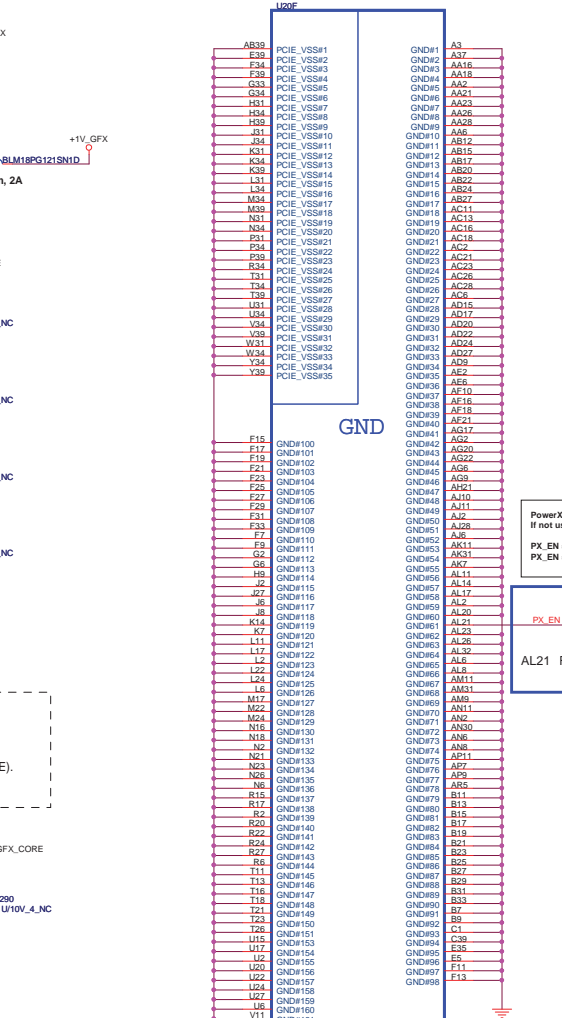 U20F
X
+1V_GFX
BLM18PG121SN1D
, 2A
_NC
_NC
_NC
_NC
E).
GFX_CORE
290
U/10V_4_NC
AB39 PCIE_VSS#1
E39 PCIE_VSS#2
F34 PCIE_VSS#3
F39 PCIE_VSS#4
G33 PCIE_VSS#5
G34 PCIE_VSS#6
H31 PCIE_VSS#7
H34 PCIE_VSS#8
H39 PCIE_VSS#9
J31 PCIE_VSS#10
J34 PCIE_VSS#11
K31 PCIE_VSS#12
K34 PCIE_VSS#13
K39 PCIE_VSS#14
L31 PCIE_VSS#15
L34 PCIE_VSS#16
M34 PCIE_VSS#17
M39 PCIE_VSS#18
N31 PCIE_VSS#19
N34 PCIE_VSS#20
P31 PCIE_VSS#21
P34 PCIE_VSS#22
P39 PCIE_VSS#23
R34 PCIE_VSS#24
T31 PCIE_VSS#25
T34 PCIE_VSS#26
T39 PCIE_VSS#27
U31 PCIE_VSS#28
U34 PCIE_VSS#29
V34 PCIE_VSS#30
V39 PCIE_VSS#31
W31 PCIE_VSS#32
W34 PCIE_VSS#33
Y34 PCIE_VSS#34
Y39 PCIE_VSS#35
GND
F15 GND#100
F17 GND#101
F19 GND#102
F21 GND#103
F23 GND#104
F25 GND#105
F27 GND#106
F29 GND#107
F31 GND#108
F33 GND#109
F7 GND#110
F9 GND#111
G2 GND#112
G6 GND#113
H9 GND#114
J2 GND#115
J27 GND#116
J6 GND#117
J8 GND#118
K14 GND#119
K7 GND#120
L11 GND#121
L17 GND#122
L2 GND#123
L22 GND#124
L24 GND#125
L6 GND#126
M17 GND#127
M22 GND#128
M24 GND#129
N16 GND#130
N18 GND#131
N2 GND#132
N21 GND#133
N23 GND#134
N26 GND#135
N6 GND#136
R15 GND#137
R17 GND#138
R2 GND#139
R20 GND#140
R22 GND#141
R24 GND#142
R27 GND#143
R6 GND#144
T11 GND#145
T13 GND#146
T16 GND#147
T18 GND#148
T21 GND#149
T23 GND#150
T26 GND#151
U15 GND#153
U17 GND#154
U2 GND#155
U20 GND#156
U22 GND#157
U24 GND#158
U27 GND#159
U6 GND#160
V11
GND#1 A3
GND#2 A37
GND#3 AA16
GND#4 AA18
GND#5 AA2
GND#6 AA21
GND#7 AA23
GND#8 AA26
GND#9 AA28
GND#10 AA6
GND#11 AB12
GND#12 AB15
GND#13 AB17
GND#14 AB20
GND#15 AB22
GND#16 AB24
GND#17 AB27
GND#18 AC11
GND#19 AC13
GND#20 AC16
GND#21 AC18
GND#22 AC2
GND#23 AC21
GND#24 AC23
GND#25 AC26
GND#26 AC28
GND#27 AC6
GND#28 AD15
GND#29 AD17
GND#30 AD20
GND#31 AD22
GND#32 AD24
GND#33 AD27
GND#34 AD9
GND#35 AE2
GND#36 AE6
GND#37 AF10
GND#38 AF16
GND#39 AF18
GND#40 AF21
GND#41 AG17
GND#42 AG2
GND#43 AG20
GND#44 AG22
GND#45 AG6
GND#46 AG9
GND#47 AH21
GND#48 AJ10
GND#49 AJ11
GND#50 AJ2
GND#51 AJ28
GND#52 AJ6
GND#53 AK11
GND#54 AK31
GND#55 AK7
GND#56 AL11
GND#57 AL14
GND#58 AL17
GND#59 AL2
GND#60 AL20
GND#61 AL21
GND#62 AL23
GND#63 AL26
GND#64 AL32
GND#65 AL6
GND#66 AL8
GND#67 AM11
GND#68 AM31
GND#69 AM9
GND#70 AN11
GND#71 AN2
GND#72 AN30
GND#73 AN6
GND#74 AN8
GND#75 AP11
GND#76 AP7
GND#77 AP9
GND#78 AR5
GND#79 B11
GND#80 B13
GND#81 B15
GND#82 B17
GND#83 B19
GND#84 B21
GND#85 B23
GND#86 B25
GND#87 B27
GND#88 B29
GND#89 B31
GND#90 B33
GND#91 B7
GND#92 B9
GND#93 C1
GND#94 C39
GND#95 E35
GND#96 E5
GND#97 F11
GND#98 F13
PowerX
If not us
PX_EN
PX_EN
PX_EN
AL21